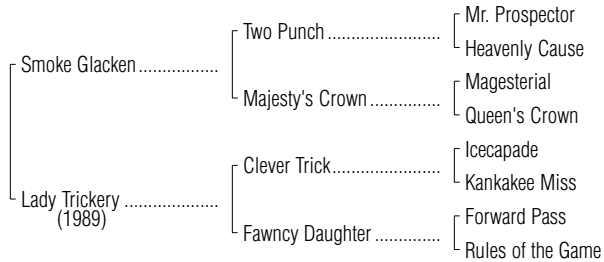 Mr. Prospector
Two Punch ......................
Heavenly Cause
Smoke Glacken ................
Magesterial
Majesty's Crown ..............
Queen's Crown
Icecapade
Clever Trick .....................
Kankakee Miss
Lady Trickery ...................
(1989)
Forward Pass
Fawncy Daughter .............
Rules of the Game